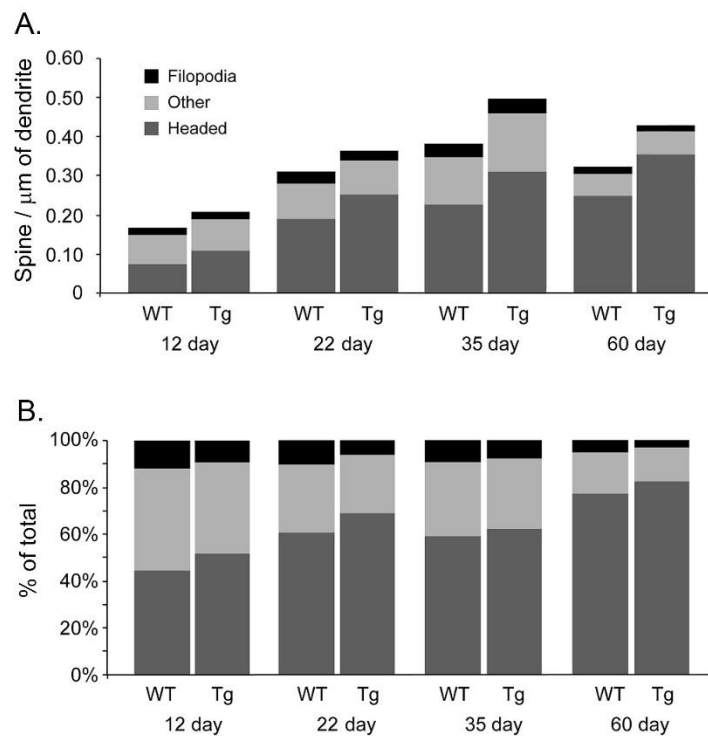 A.
Spine / μm of dendrite
0.60
0.50
0.40
0.30
0.20
0.10
0
Filopodia
Other
Headed
WT Tg WT Tg WT Tg WT Tg
12 day 22 day 35 day 60 day
B.
% of total
100%
80%
60%
40%
20%
0%
WT Tg WT Tg WT Tg WT Tg
12 day 22 day 35 day 60 day